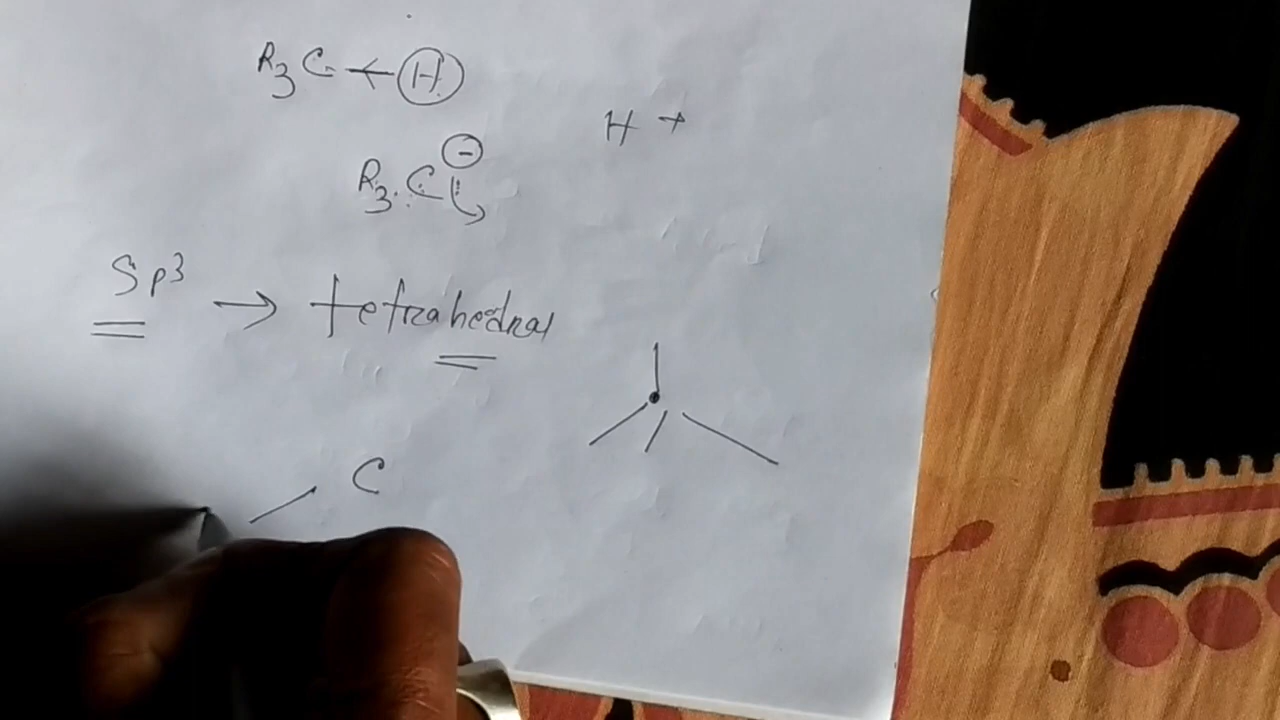 R3C ← H
H +
R3C:⊖
Sp3 → tetrahedral
C